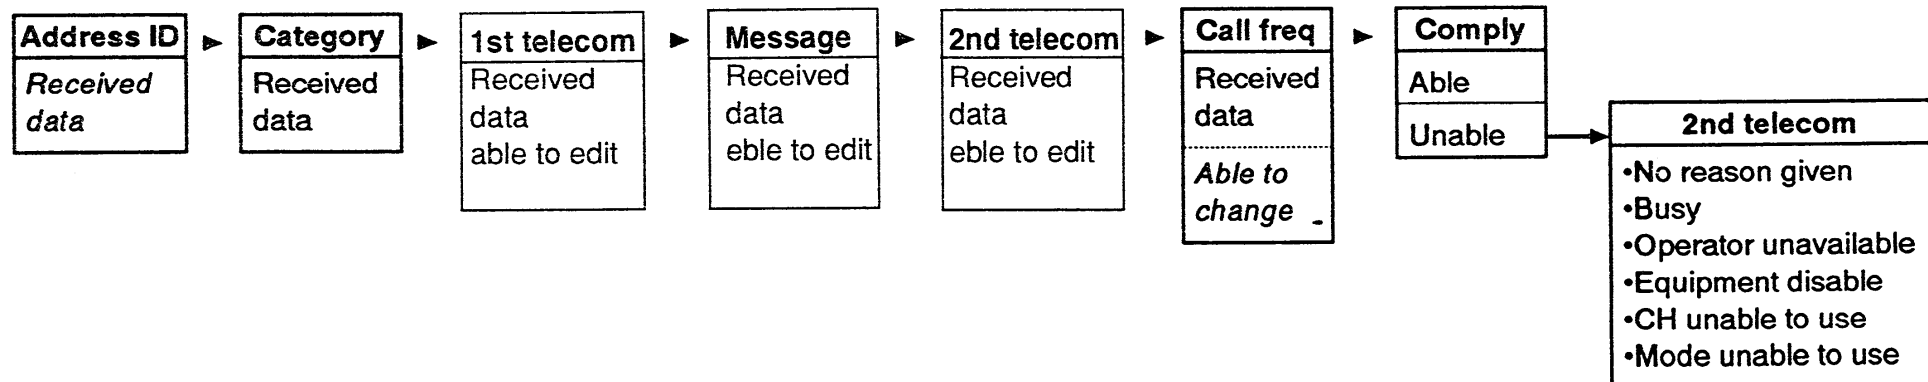 Address ID
Received
data
Category
Received
data
1st telecom
Received
data
able to edit
Message
Received
data
eble to edit
2nd telecom
Received
data
eble to edit
Call freq
Received
data
Able to
change
Comply
Able
Unable
2nd telecom
•No reason given
•Busy
•Operator unavailable
•Equipment disable
•CH unable to use
•Mode unable to use